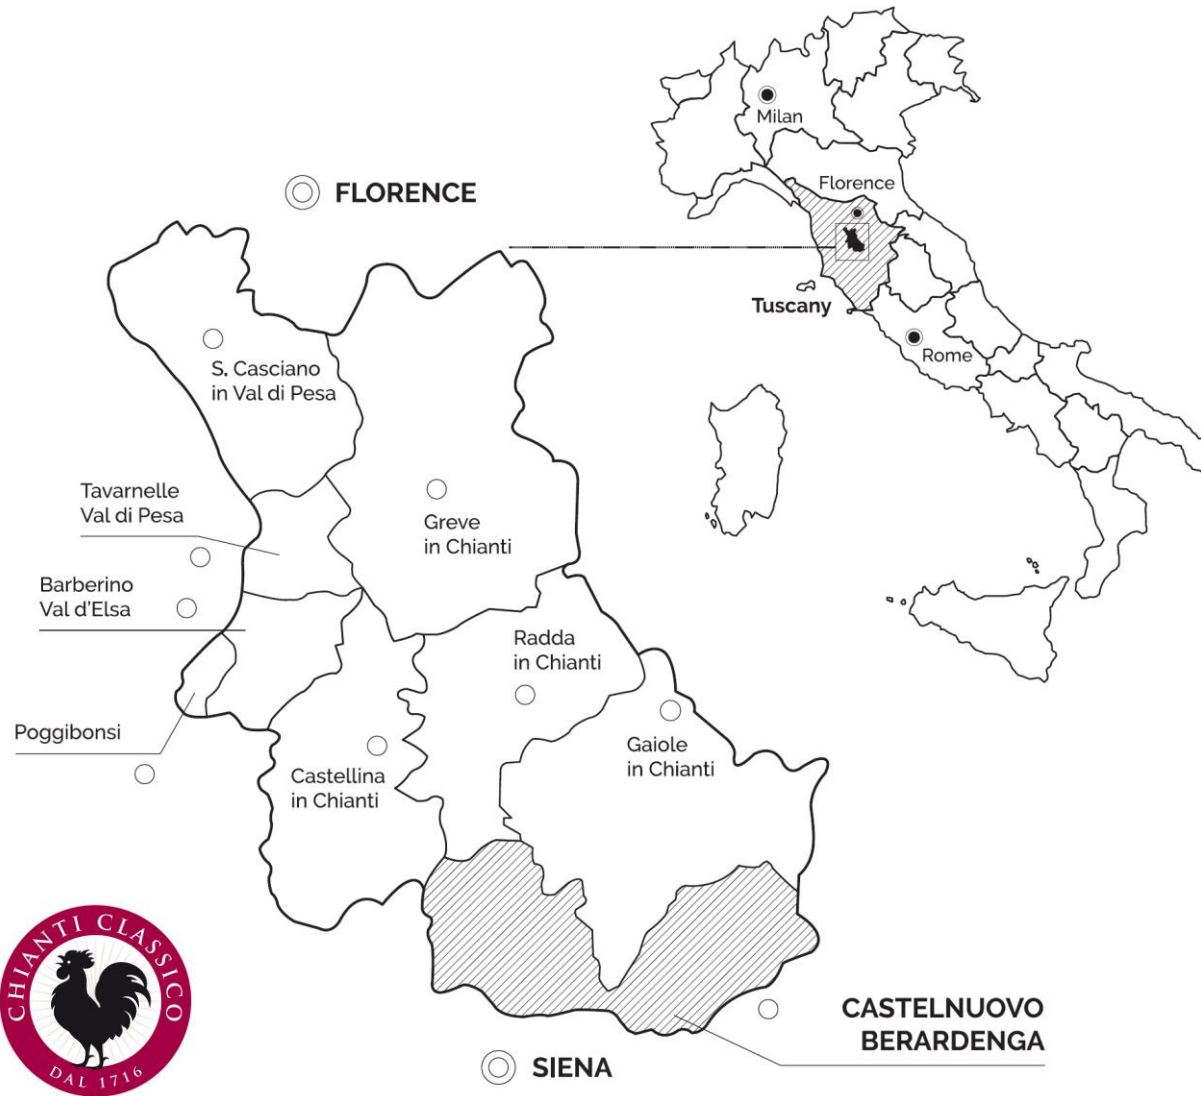 Milan
Florence
FLORENCE
Tuscany
Rome
S. Casciano
in Val di Pesa
Tavarnelle
Val di Pesa
Greve
in Chianti
Barberino
Val d'Elsa
Radda
in Chianti
Poggibonsi
Gaiole
in Chianti
Castellina
in Chianti
CHIANTI CLASSICO
DAL 1716
CASTELNUOVO
BERARDENGA
SIENA